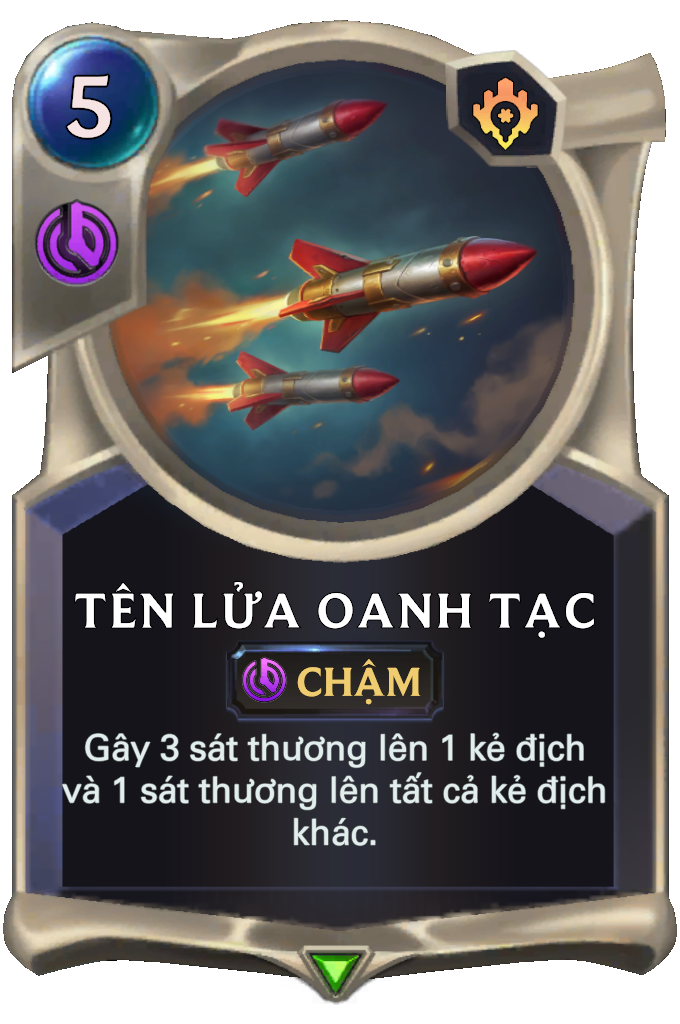 5
TÊN LỬA OANH TẠC
CHẬM
Gây 3 sát thương lên 1 kẻ địch
và 1 sát thương lên tất cả kẻ địch
khác.